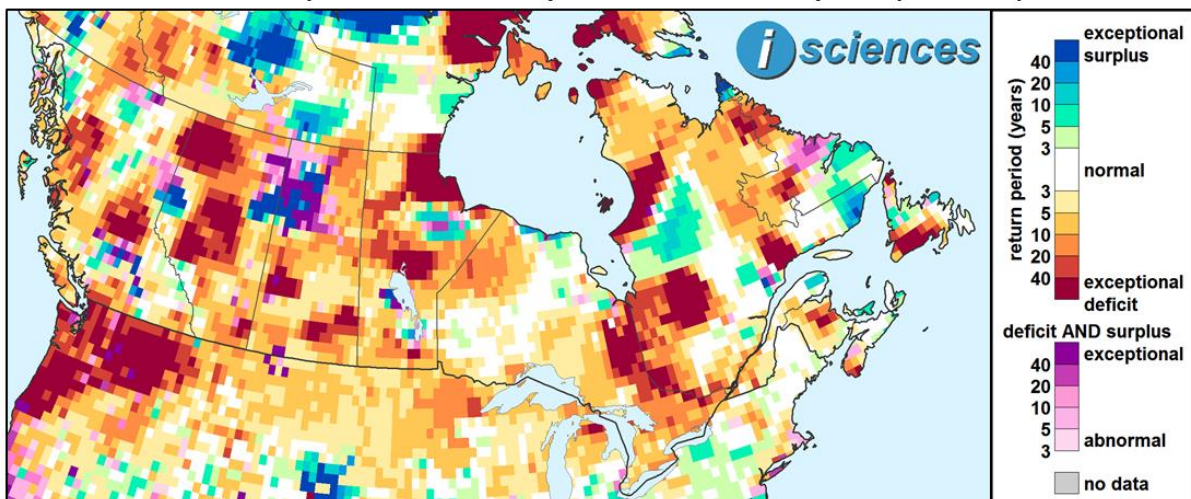 i sciences
exceptional
surplus
40
20
10
5
3
normal
3
5
10
20
40
exceptional
deficit
return period (years)
deficit AND surplus
exceptional
40
20
10
5
3
abnormal
no data